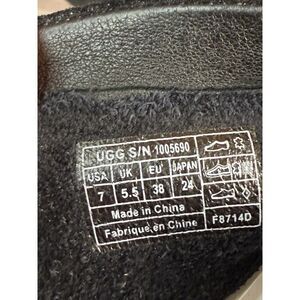 UGG S/N 1005690
USA UK EU JAPAN
7 5.5 38 24
Made in China
Fabriqué en Chine F8714D